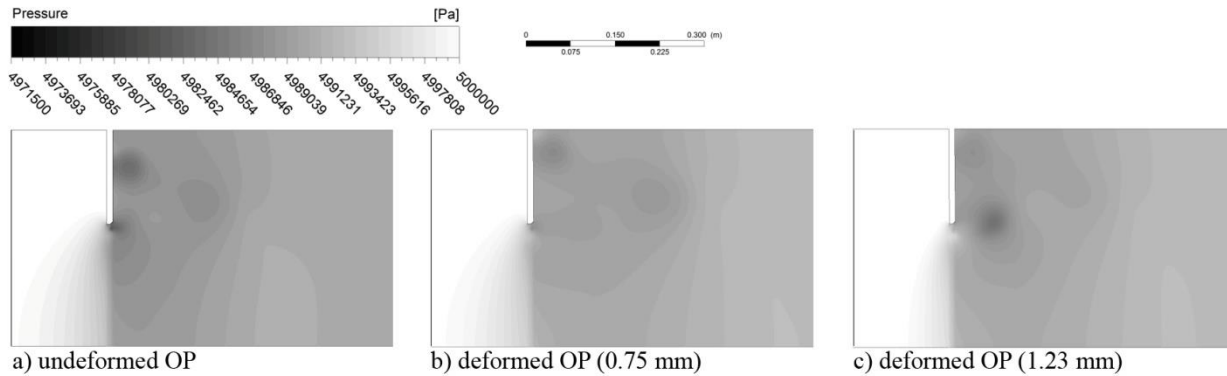 Pressure [Pa]
4971500 4973693 4975885 4978077 4980269 4982462 4984654 4986846 4989039 4991231 4993423 4995616 4997808 5000000
0 0.150 0.300 (m)
0.075 0.225
a) undeformed OP b) deformed OP (0.75 mm) c) deformed OP (1.23 mm)